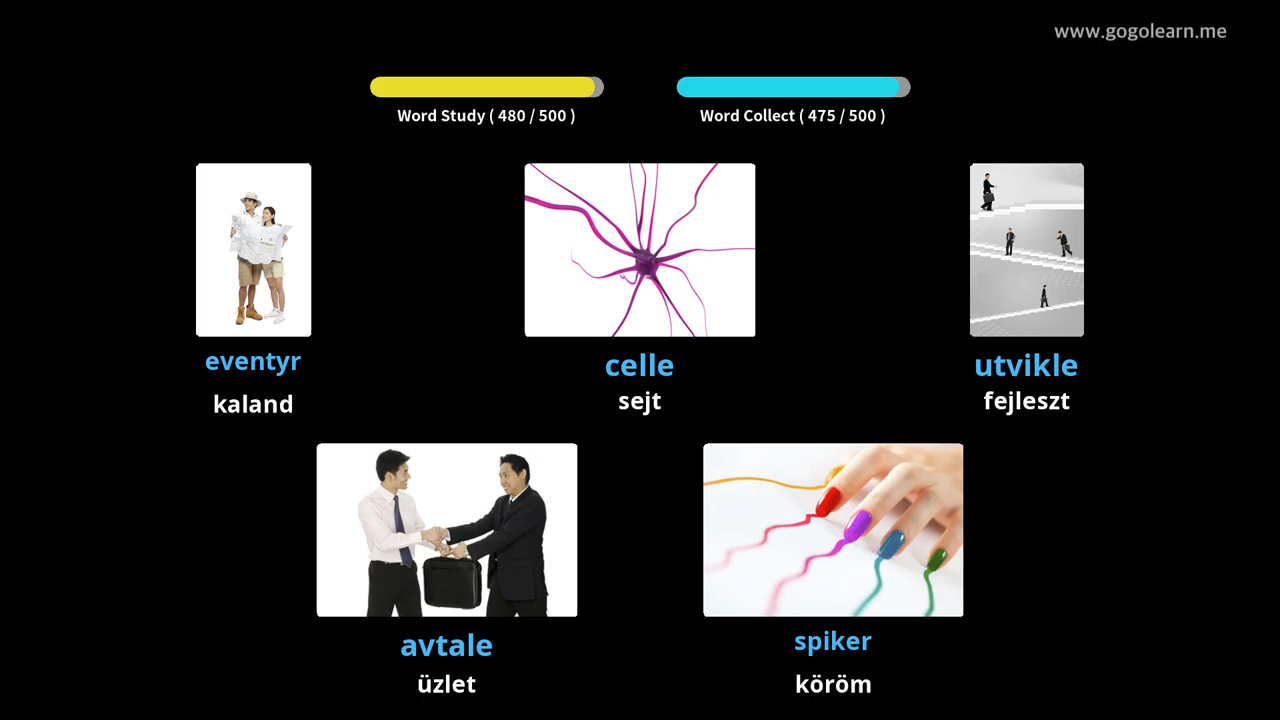 www.gogolearn.me
Word Study ( 480 / 500 )
Word Collect ( 475 / 500 )
eventyr
kaland
celle
sejt
utvikle
fejleszt
avtale
üzlet
spiker
köröm